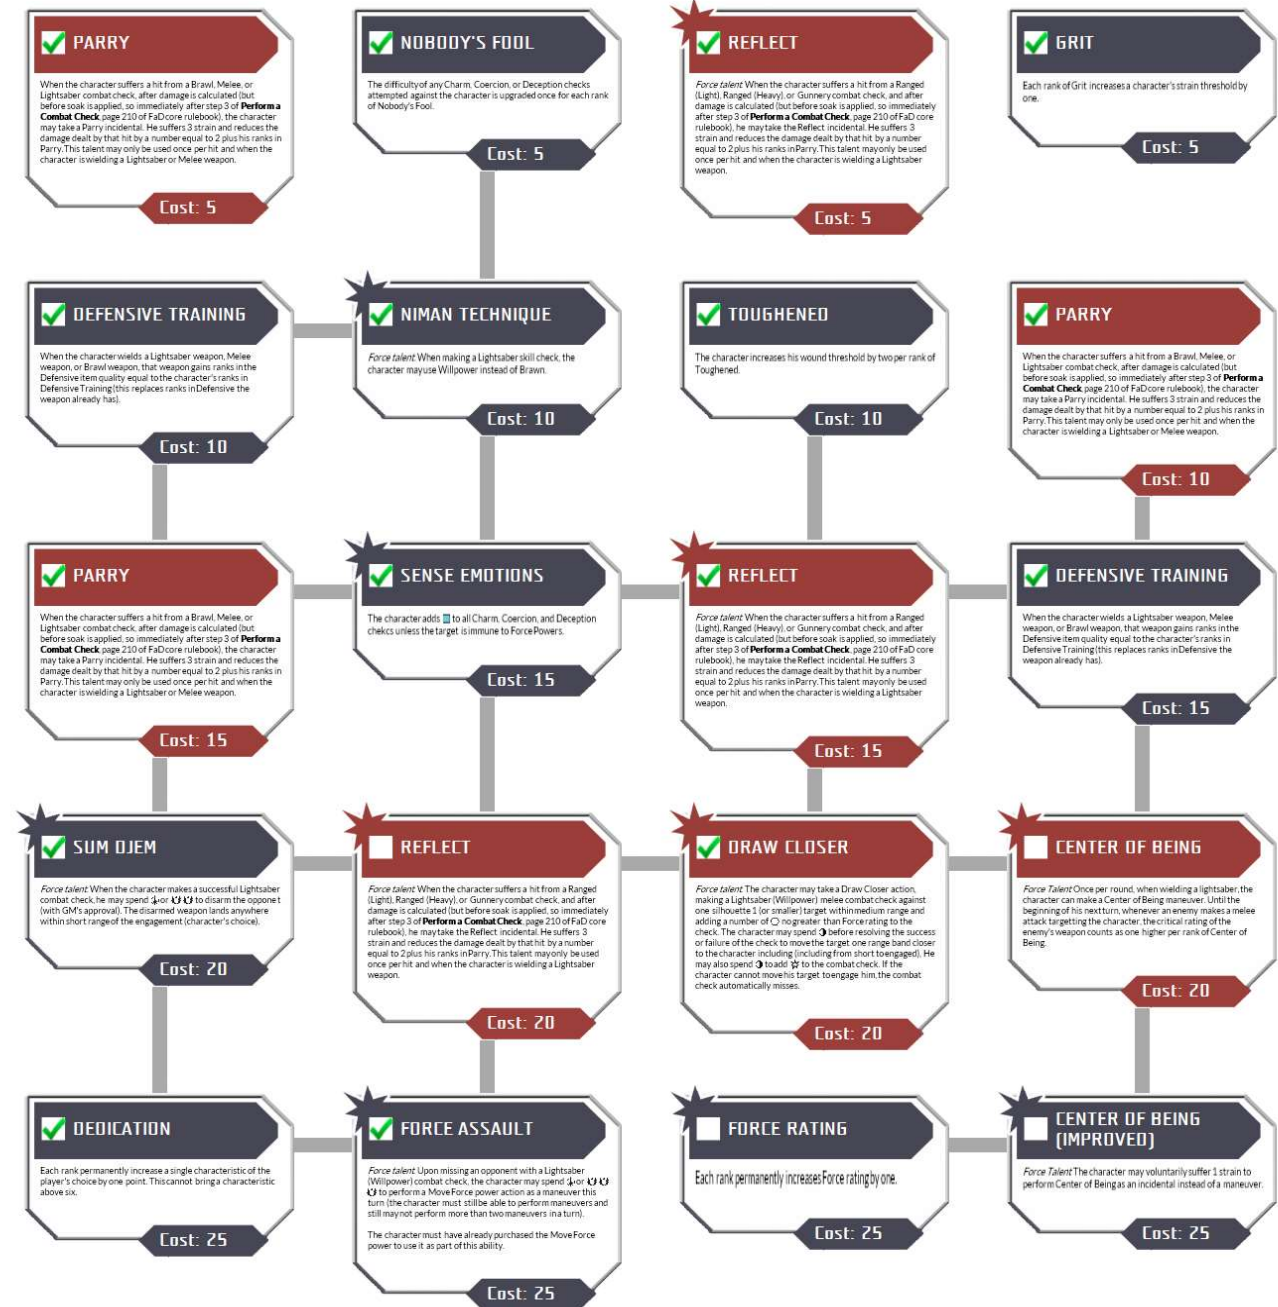 PARRY
When the character suffers a hit from a Brawl, Melee, or
Lightsaber combat check, after damage is calculated (but
before soak is applied, so immediately after step 3 of Perform a
Combat Check, page 210 of FaD core rulebook), the character
may take a Parry incidental. He suffers 3 strain and reduces the
damage dealt by that hit by a number equal to 2 plus his ranks in
Parry. This talent may only be used once per hit and when the
character is wielding a Lightsaber or Melee weapon.
Cost: 5
NOBODY'S FOOL
The difficulty of any Charm, Coercion, or Deception checks
attempted against the character is upgraded once for each rank
of Nobody's Fool.
Cost: 5
REFLECT
Force talent When the character suffers a hit from a Ranged
(Light), Ranged (Heavy), or Gunnery combat check, and after
damage is calculated (but before soak is applied, so immediately
after step 3 of Perform a Combat Check, page 210 of FaD core
rulebook), he may take the Reflect incidental. He suffers 3
strain and reduces the damage dealt by that hit by a number
equal to 2 plus his ranks in Parry. This talent may only be used
once per hit and when the character is wielding a Lightsaber
weapon.
Cost: 5
GRIT
Each rank of Grit increases a character's strain threshold by
one.
Cost: 5
DEFENSIVE TRAINING
When the character wields a Lightsaber weapon, Melee
weapon, or Brawl weapon, that weapon gains ranks in the
Defensive item quality equal to the character's ranks in
Defensive Training (this replaces ranks in Defensive the
weapon already has).
Cost: 10
NIMAN TECHNIQUE
Force talent When making a Lightsaber skill check, the
character may use Willpower instead of Brawn.
Cost: 10
TOUGHENED
The character increases his wound threshold by two per rank of
Toughened.
Cost: 10
PARRY
When the character suffers a hit from a Brawl, Melee, or
Lightsaber combat check, after damage is calculated (but
before soak is applied, so immediately after step 3 of Perform a
Combat Check, page 210 of FaD core rulebook), the character
may take a Parry incidental. He suffers 3 strain and reduces the
damage dealt by that hit by a number equal to 2 plus his ranks in
Parry. This talent may only be used once per hit and when the
character is wielding a Lightsaber or Melee weapon.
Cost: 10
PARRY
When the character suffers a hit from a Brawl, Melee, or
Lightsaber combat check, after damage is calculated (but
before soak is applied, so immediately after step 3 of Perform a
Combat Check, page 210 of FaD core rulebook), the character
may take a Parry incidental. He suffers 3 strain and reduces the
damage dealt by that hit by a number equal to 2 plus his ranks in
Parry. This talent may only be used once per hit and when the
character is wielding a Lightsaber or Melee weapon.
Cost: 15
SENSE EMOTIONS
The character adds to all Charm, Coercion, and Deception
chekcs unless the target is immune to Force Powers.
Cost: 15
REFLECT
Force talent When the character suffers a hit from a Ranged
(Light), Ranged (Heavy), or Gunnery combat check, and after
damage is calculated (but before soak is applied, so immediately
after step 3 of Perform a Combat Check, page 210 of FaD core
rulebook), he may take the Reflect incidental. He suffers 3
strain and reduces the damage dealt by that hit by a number
equal to 2 plus his ranks in Parry. This talent may only be used
once per hit and when the character is wielding a Lightsaber
weapon.
Cost: 15
DEFENSIVE TRAINING
When the character wields a Lightsaber weapon, Melee
weapon, or Brawl weapon, that weapon gains ranks in the
Defensive item quality equal to the character's ranks in
Defensive Training (this replaces ranks in Defensive the
weapon already has).
Cost: 15
SUM DJEM
Force talent When the character makes a successful Lightsaber
combat check, he may spend or to disarm the opponet
(with GM's approval). The disarmed weapon lands anywhere
within short range of the engagement (character's choice).
Cost: 20
REFLECT
Force talent When the character suffers a hit from a Ranged
(Light), Ranged (Heavy), or Gunnery combat check, and after
damage is calculated (but before soak is applied, so immediately
after step 3 of Perform a Combat Check, page 210 of FaD core
rulebook), he may take the Reflect incidental. He suffers 3
strain and reduces the damage dealt by that hit by a number
equal to 2 plus his ranks in Parry. This talent may only be used
once per hit and when the character is wielding a Lightsaber
weapon.
Cost: 20
DRAW CLOSER
Force talent The character may take a Draw Closer action,
making a Lightsaber (Willpower) melee combat check against
one silhouette 1 (or smaller) target within medium range and
adding a number of no greater than Force rating to the
check. The character may spend before resolving the success
or failure of the check to move the target one range band closer
to the character including (including from short to engaged). He
may also spend to add to the combat check. If the
character cannot move his target to engage him, the combat
check automatically misses.
Cost: 20
CENTER OF BEING
Force Talent Once per round, when wielding a lightsaber, the
character can make a Center of Being maneuver. Until the
beginning of his next turn, whenever an enemy makes a melee
attack targetting the character, the critical rating of the
enemy's weapon counts as one higher per rank of Center of
Being.
Cost: 20
DEDICATION
Each rank permanently increase a single characteristic of the
player's choice by one point. This cannot bring a characteristic
above six.
Cost: 25
FORCE ASSAULT
Force talent Upon missing an opponent with a Lightsaber
(Willpower) combat check, the character may spend or
to perform a Move Force power action as a maneuver this
turn (the character must still be able to perform maneuvers and
still may not perform more than two maneuvers in a turn).
The character must have already purchased the Move Force
power to use it as part of this ability.
Cost: 25
FORCE RATING
Each rank permanently increases Force rating by one.
Cost: 25
CENTER OF BEING
(IMPROVED)
Force Talent The character may voluntarily suffer 1 strain to
perform Center of Being as an incidental instead of a maneuver.
Cost: 25